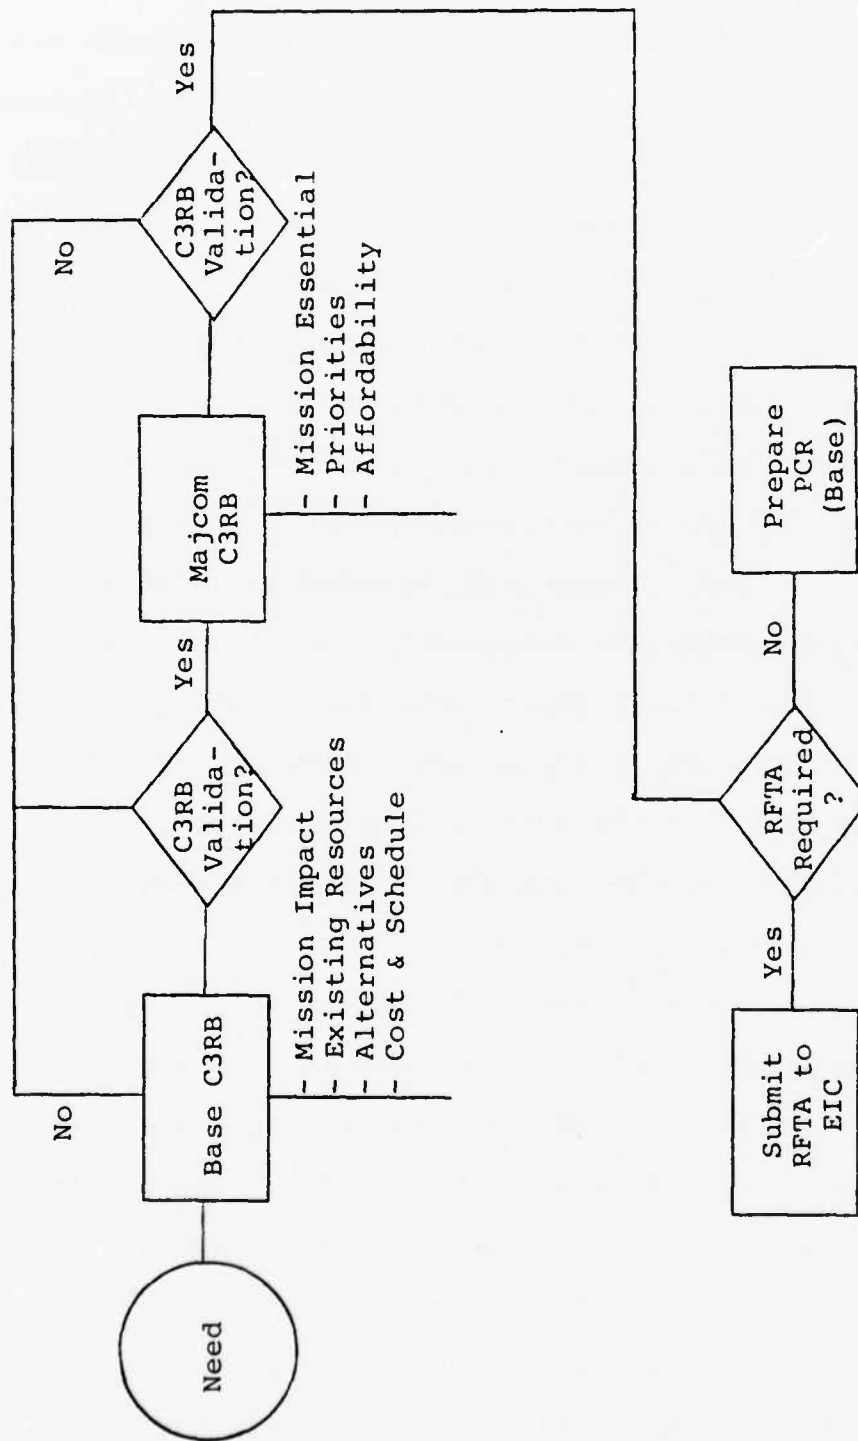 Need
No
Base C3RB
- Mission Impact
- Existing Resources
- Alternatives
- Cost & Schedule
C3RB
Valida-
tion?
Yes
Majcom
C3RB
- Mission Essential
- Priorities
- Affordability
No
C3RB
Valida-
tion?
Yes
Submit
RFTA to
EIC
Yes
RFTA
Required
?
No
Prepare
PCR
(Base)